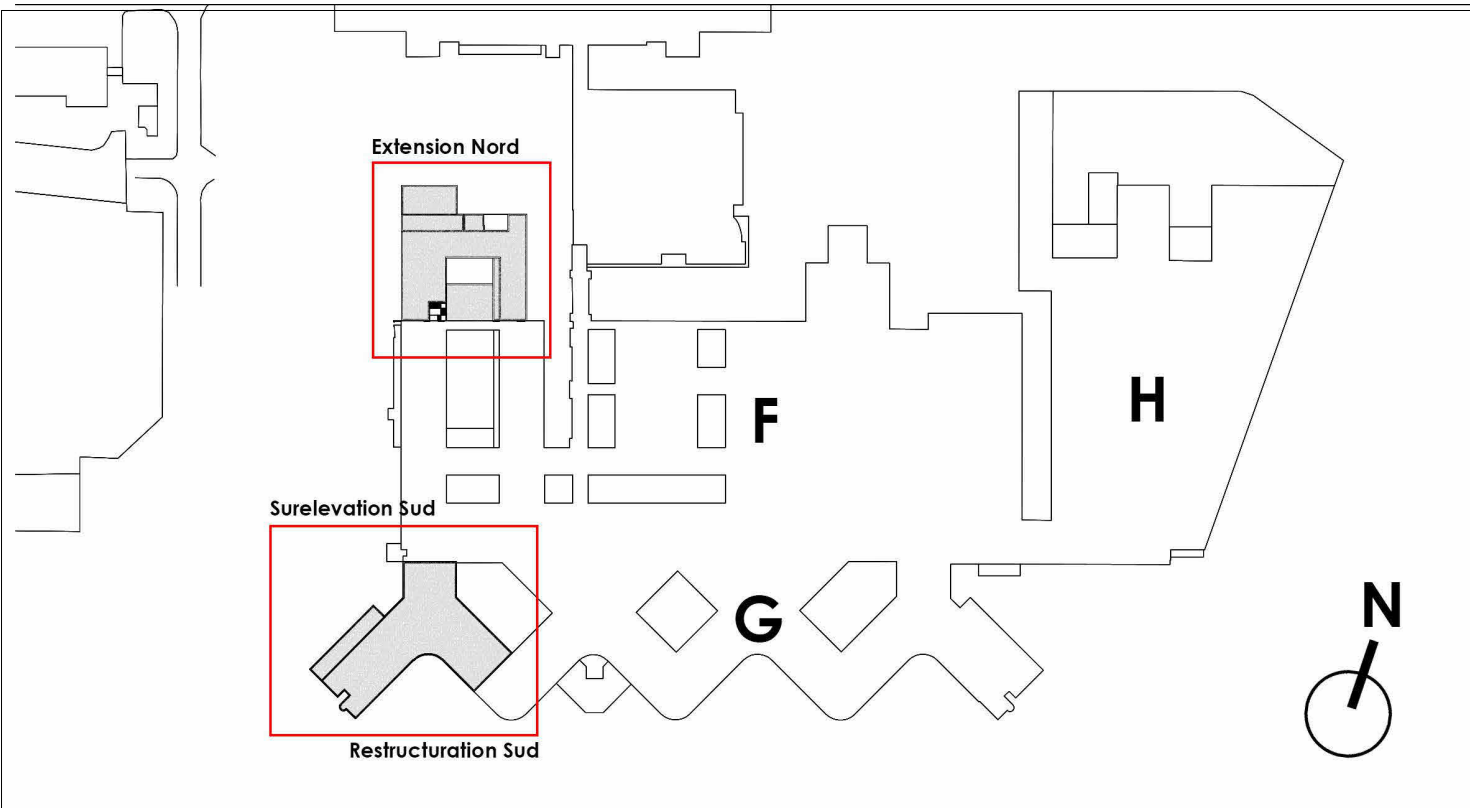 Extension Nord
F
H
Surelevation Sud
G
N
Restructuration Sud